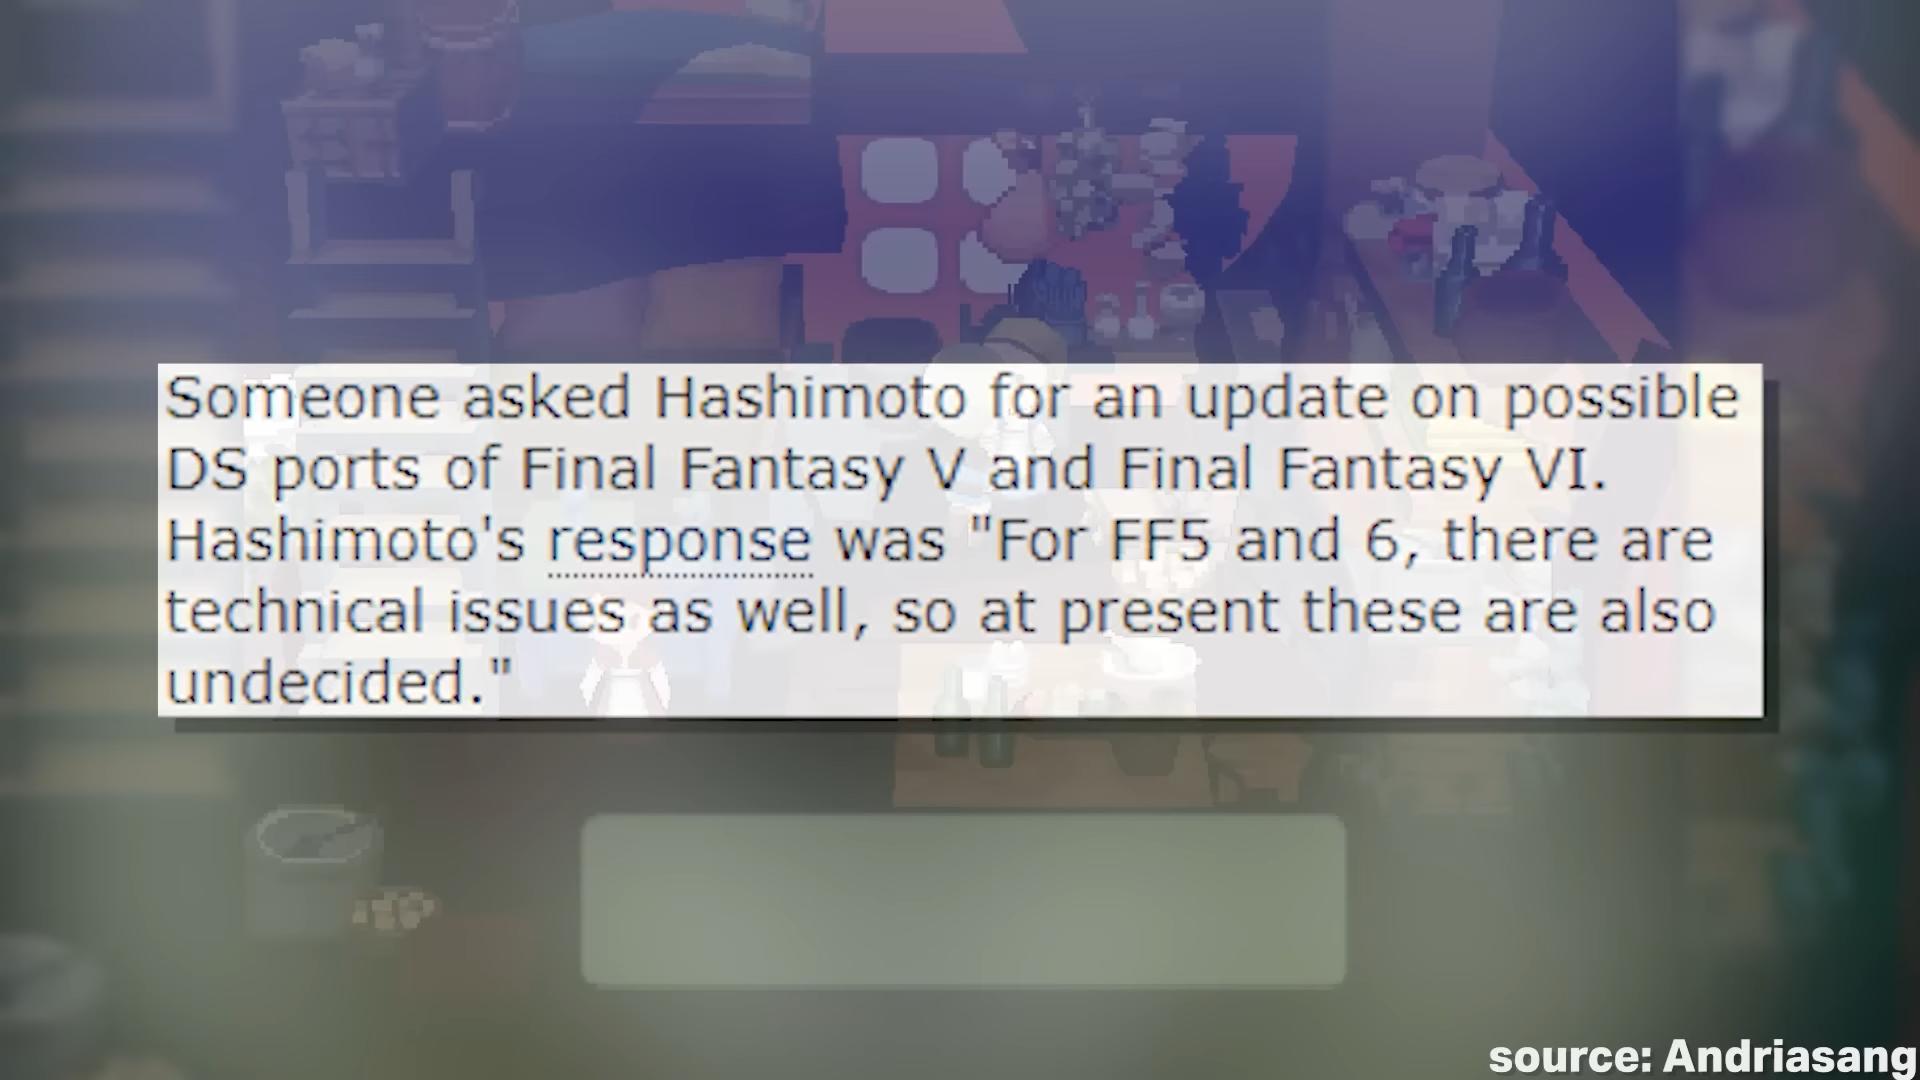 Someone asked Hashimoto for an update on possible
DS ports of Final Fantasy V and Final Fantasy VI.
Hashimoto's response was "For FF5 and 6, there are
technical issues as well, so at present these are also
undecided."
source: Andriasang